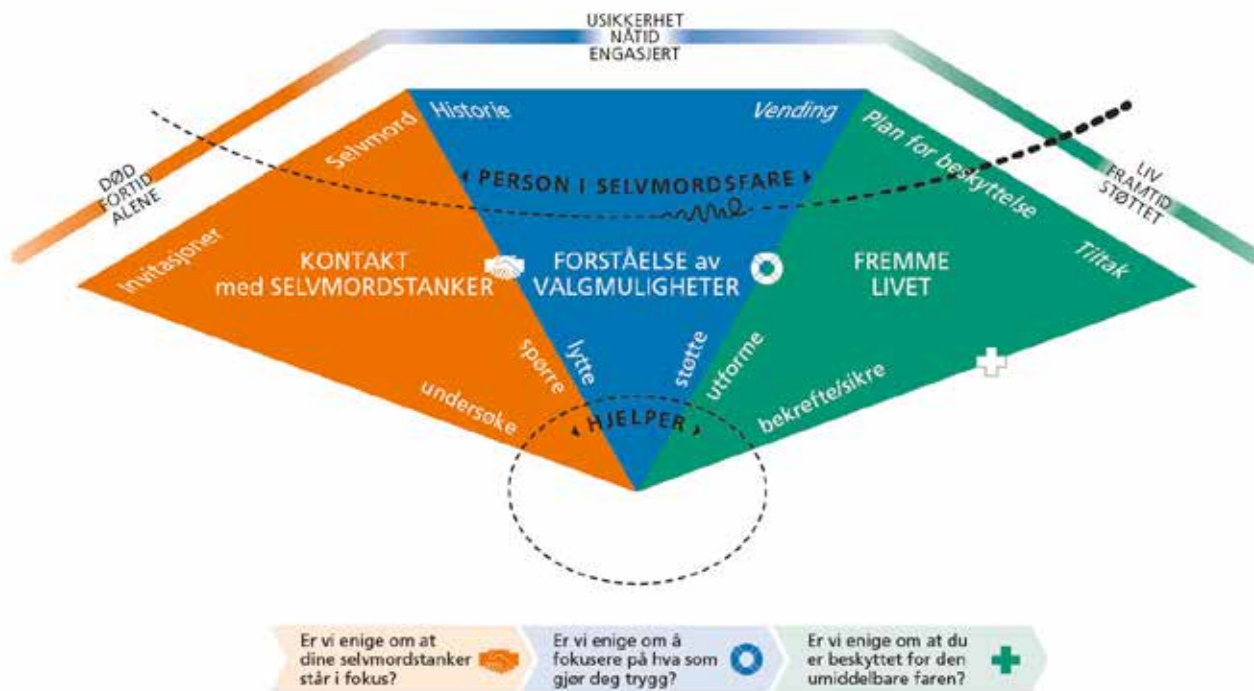 USIKKERHET
NÅTID
ENGASJERT
DØD
FORTID
ALENE
LIV
FRAMTID
STØTTET
Invitasjoner
Selvmord
Historie
Vending
Plan for beskyttelse
Tiltak
PERSON I SELVMORDSFARE
KONTAKT
med SELVMORDSTANKER
FORSTÅELSE av
VALGMULIGHETER
FREMME
LIVET
undersøke
spørre
lytte
støtte
utforme
bekrefte/sikre
HJELPER
Er vi enige om at
dine selvmordstanker
står i fokus?
Er vi enige om å
fokusere på hva som
gjør deg trygg?
Er vi enige om at du
er beskyttet for den
umiddelbare faren?